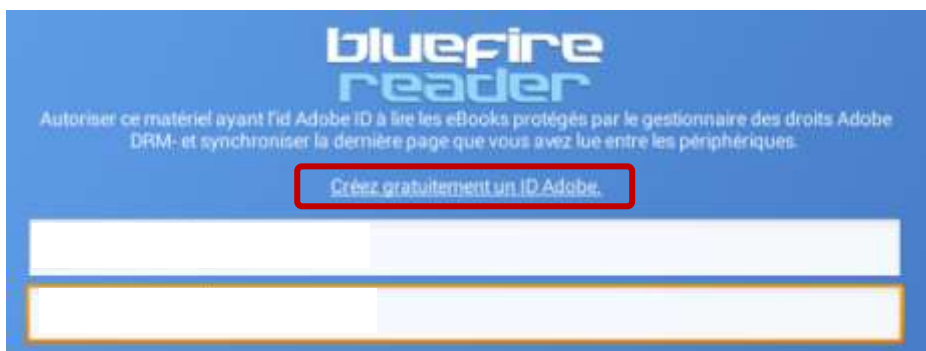 bluefire
reader
Autoriser ce matériel ayant l'id Adobe ID à lire les eBooks protégés par le gestionnaire des droits Adobe
DRM- et synchroniser la dernière page que vous avez lue entre les périphériques.
Créez gratuitement un ID Adobe.